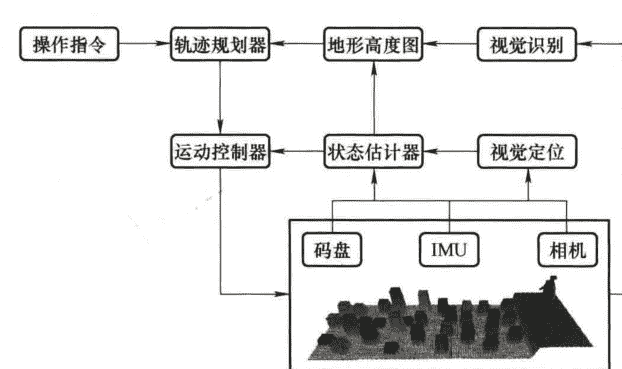 操作指令
轨迹规划器
地形高度图
视觉识别
运动控制器
状态估计器
视觉定位
码盘
IMU
相机